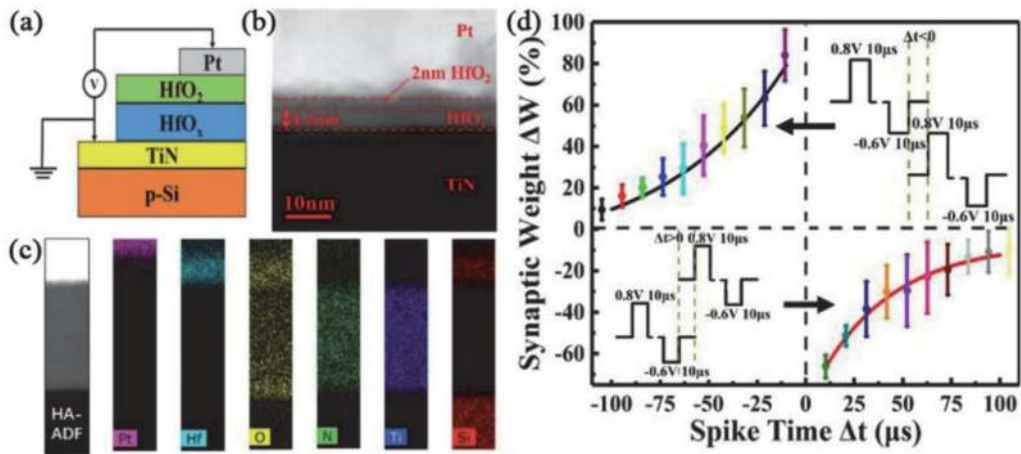 (a)
V
Pt
HfO₂
HfOₓ
TiN
p-Si
(b)
Pt
2nm HfO₂
HfOₓ
TiN
10nm
(c)
HA-
ADF
Pt
Hf
O
N
Ti
Si
(d)
Synaptic Weight ΔW (%)
100
80
60
40
20
0
-20
-40
-60
Δt<0
0.8V 10μs
-0.6V 10μs
0.8V 10μs
-0.6V 10μs
Δt>0
0.8V 10μs
0.8V 10μs
-0.6V 10μs
-0.6V 10μs
-100
-75
-50
-25
0
25
50
75
100
Spike Time Δt (μs)